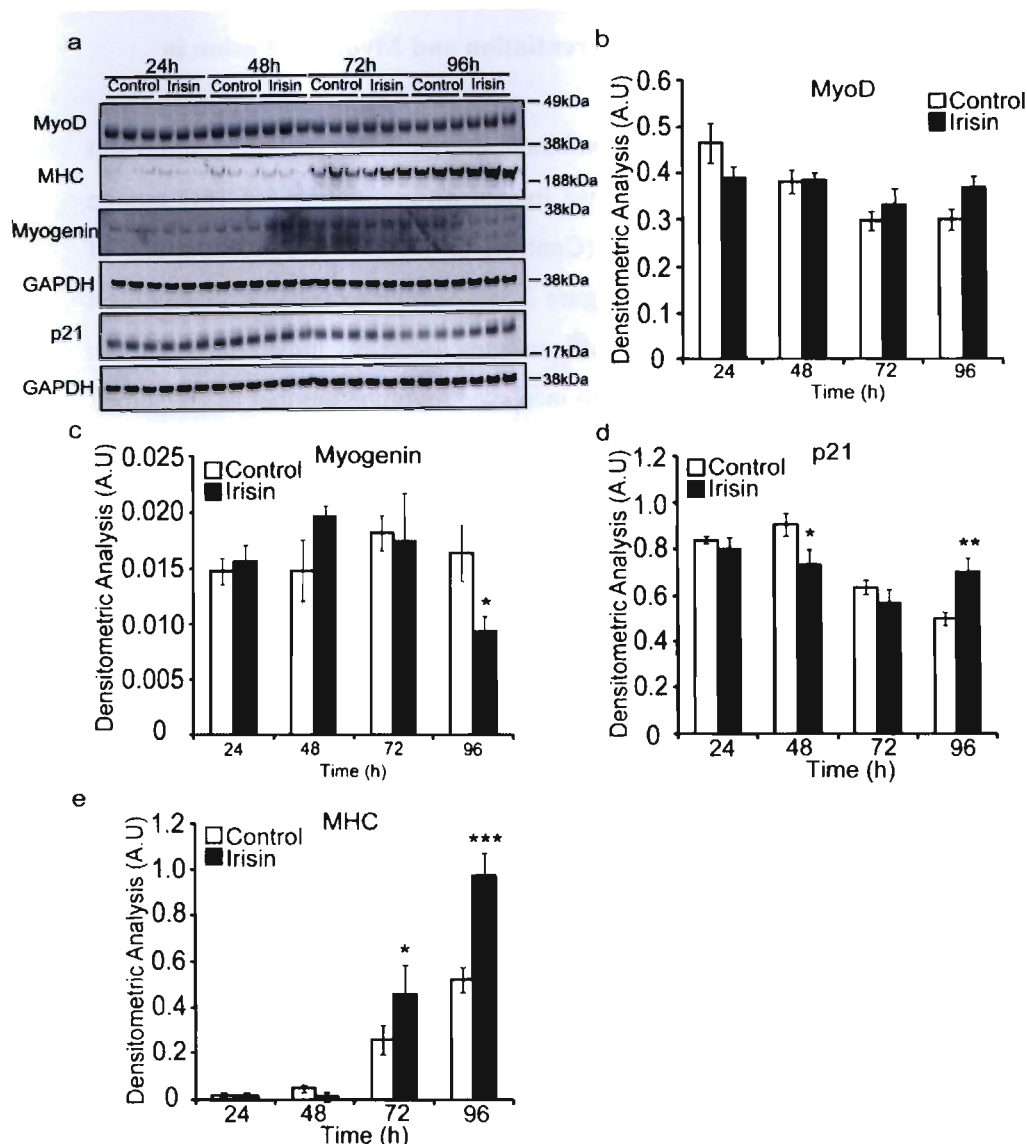 a
24h 48h 72h 96h
Control Irisin Control Irisin Control Irisin Control Irisin
MyoD
49kDa
38kDa
MHC
188kDa
Myogenin
38kDa
GAPDH
38kDa
p21
17kDa
GAPDH
38kDa
b
MyoD
Control
Irisin
Densitometric Analysis (A.U)
0.6
0.5
0.4
0.3
0.2
0.1
0
24 48 72 96
Time (h)
c
Myogenin
Control
Irisin
Densitometric Analysis (A.U)
0.025
0.020
0.015
0.010
0.005
0
*
24 48 72 96
Time (h)
d
p21
Control
Irisin
Densitometric Analysis (A.U)
1.2
1.0
0.8
0.6
0.4
0.2
0
* **
24 48 72 96
Time (h)
e
MHC
Control
Irisin
Densitometric Analysis (A.U)
1.2
1.0
0.8
0.6
0.4
0.2
0
* ***
24 48 72 96
Time (h)